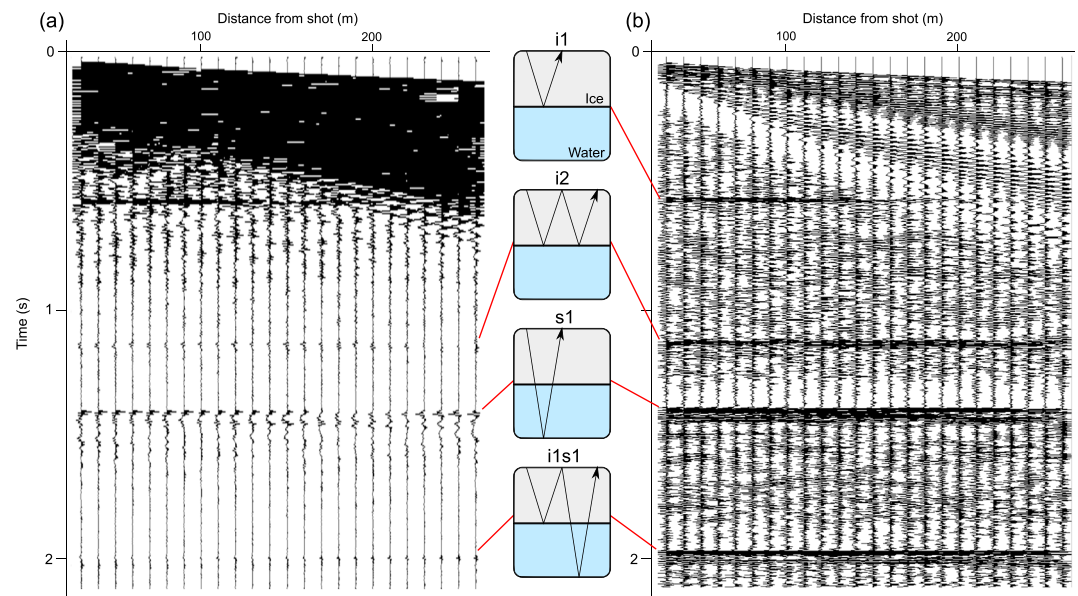 (a)
Distance from shot (m)
100
200
0
1
2
Time (s)
i1
Ice
Water
i2
s1
i1s1
(b)
Distance from shot (m)
100
200
0
2